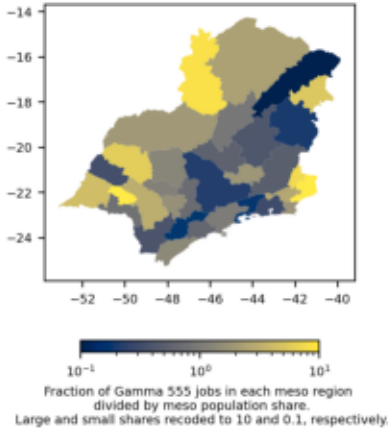 −14
−16
−18
−20
−22
−24
−52 −50 −48 −46 −44 −42 −40
10⁻¹ 10⁰ 10¹
Fraction of Gamma 555 jobs in each meso region
divided by meso population share.
Large and small shares recoded to 10 and 0.1, respectively.